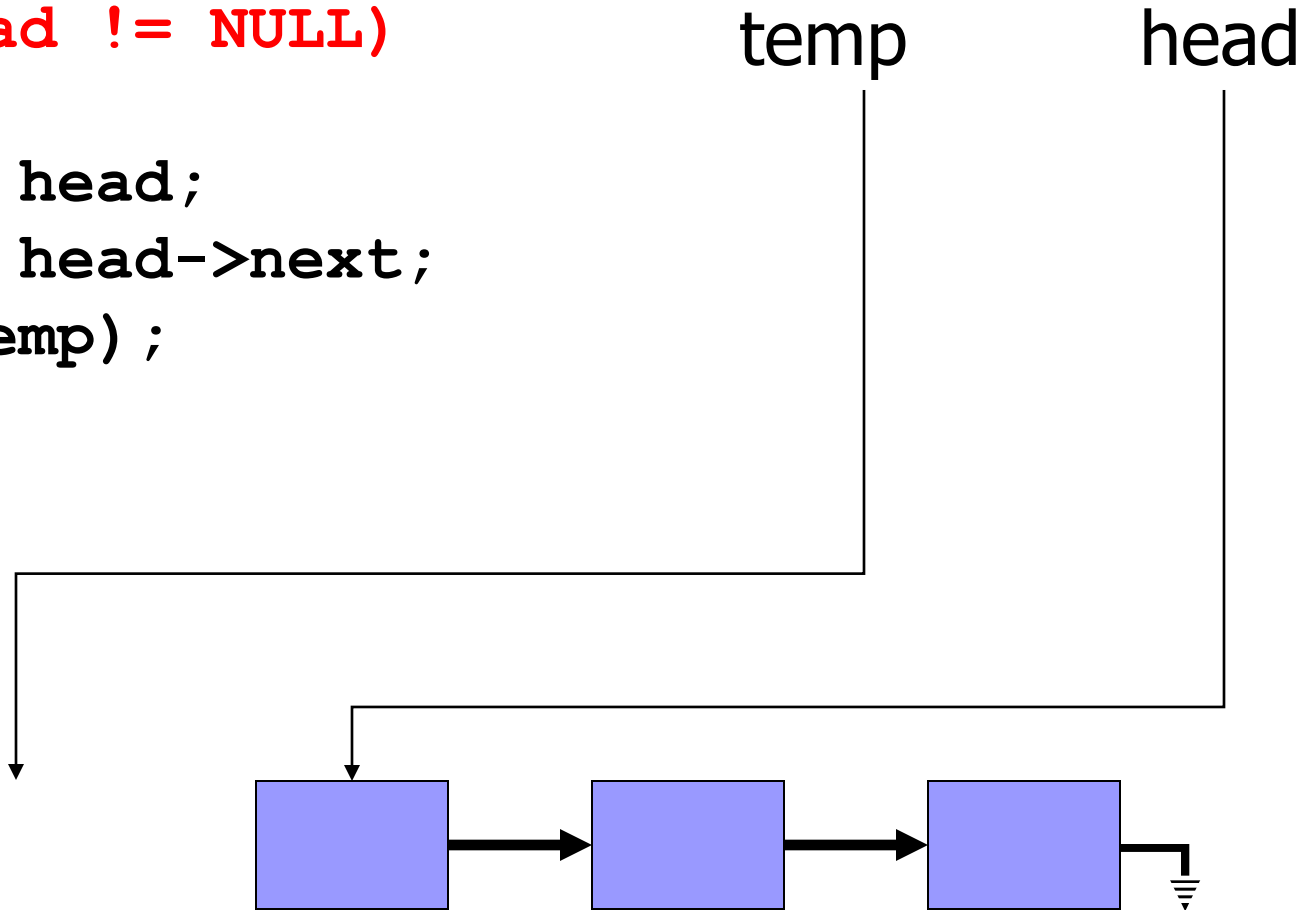 ad != NULL)
temp head
head;
head->next;
emp);